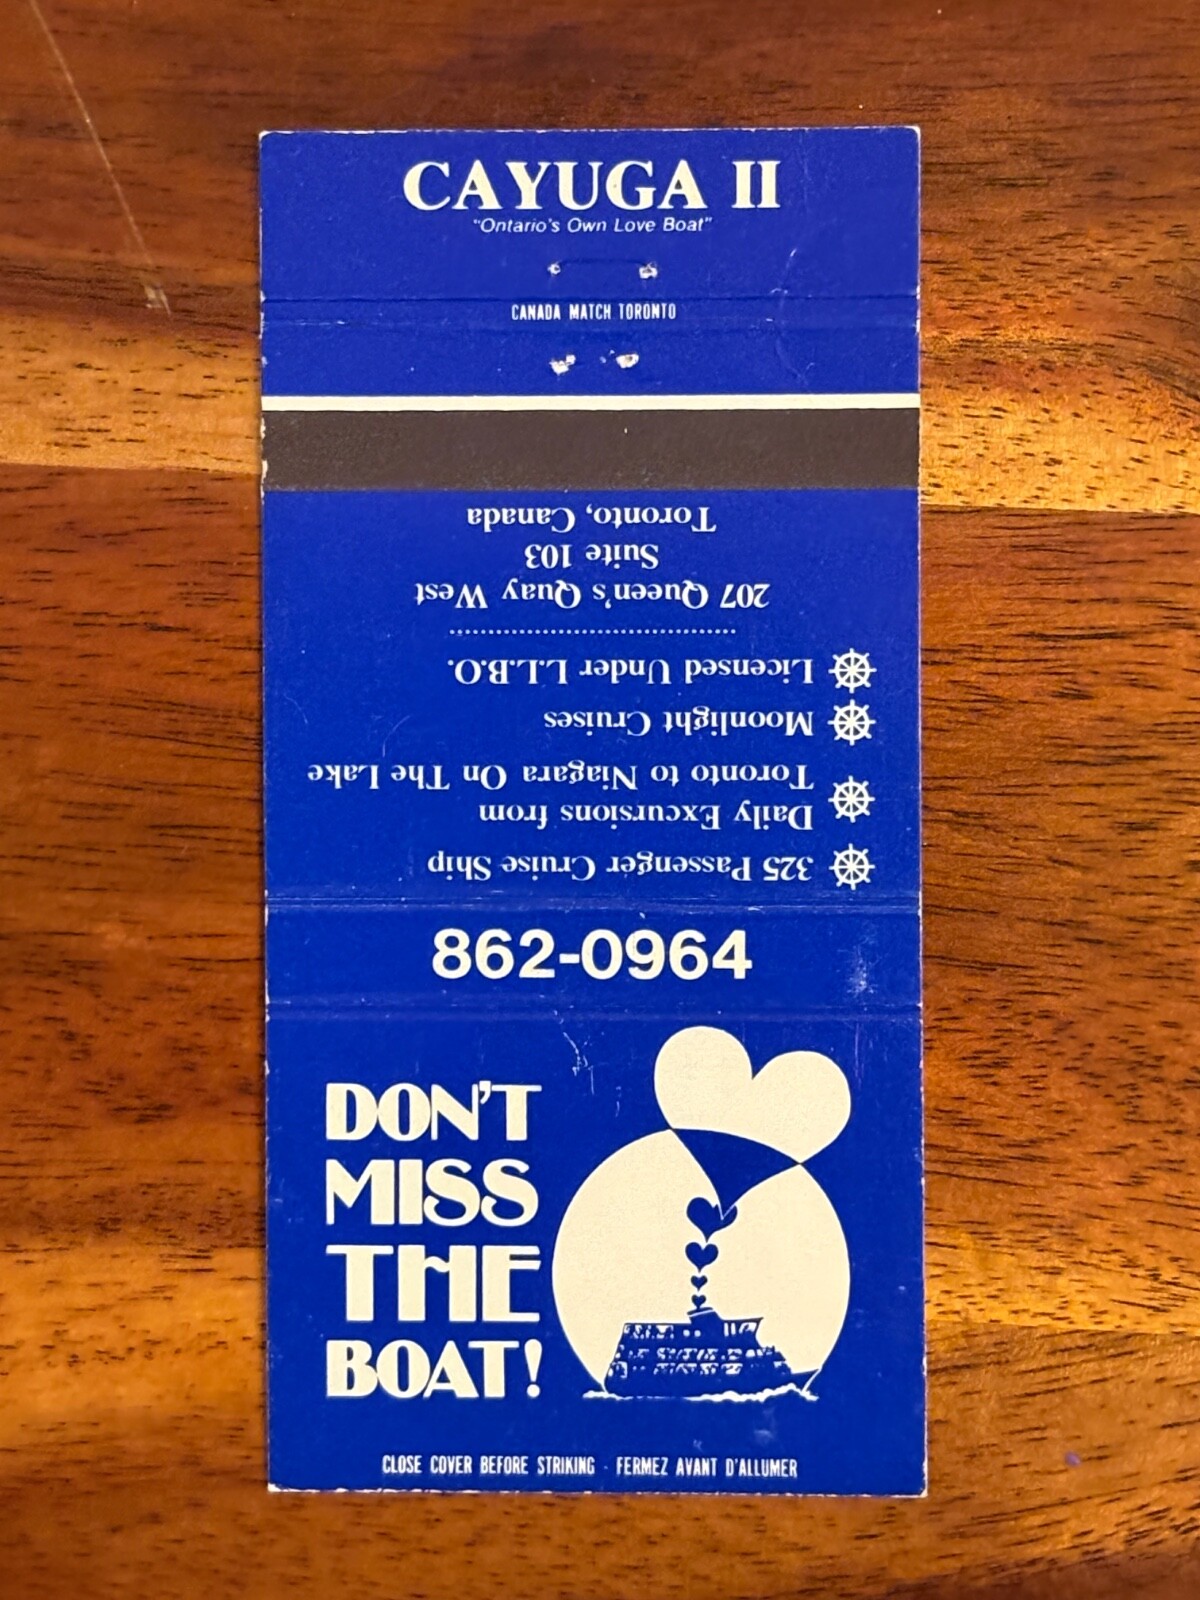 CAYUGA II
"Ontario's Own Love Boat"
CANADA MATCH TORONTO
325 Passenger Cruise Ship
Daily Excursions from
Toronto to Niagara On The Lake
Moonlight Cruises
Licensed Under L.L.B.O.
207 Queen's Quay West
Suite 103
Toronto, Canada
862-0964
DON'T
MISS
THE
BOAT!
CLOSE COVER BEFORE STRIKING - FERMEZ AVANT D'ALLUMER